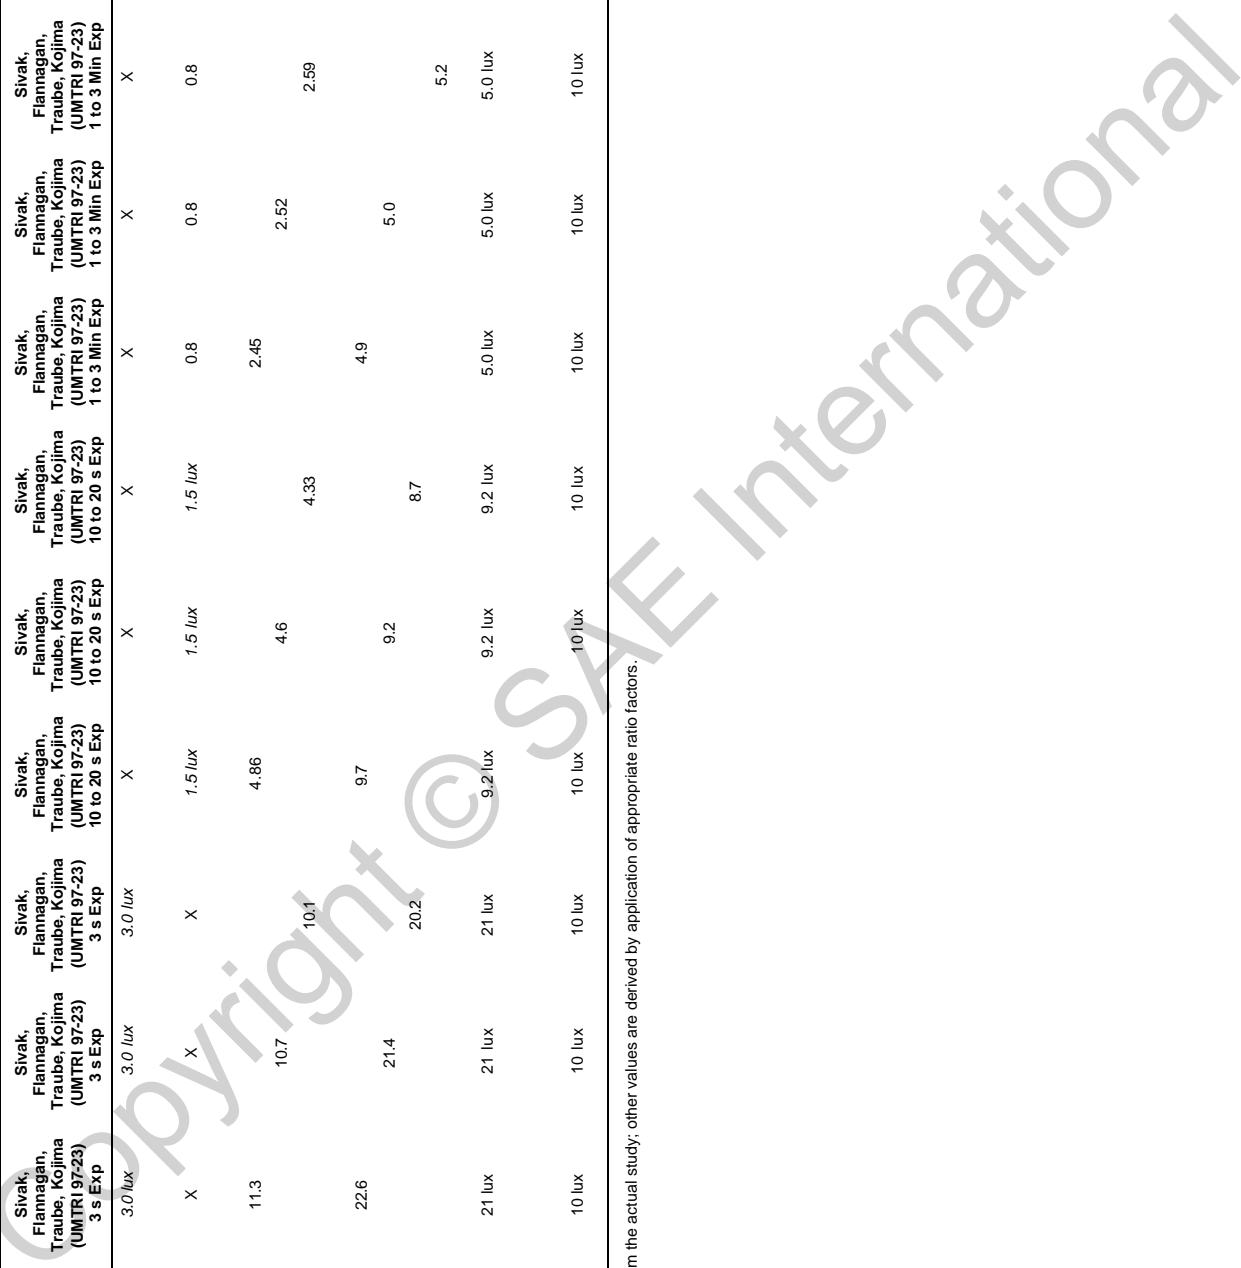 Sivak, Sivak, Sivak, Sivak, Sivak, Sivak, Sivak, Sivak, Sivak,
Flannagan, Flannagan, Flannagan, Flannagan, Flannagan, Flannagan, Flannagan, Flannagan, Flannagan,
Traube, Kojima Traube, Kojima Traube, Kojima Traube, Kojima Traube, Kojima Traube, Kojima Traube, Kojima Traube, Kojima Traube, Kojima
(UMTRI 97-23) (UMTRI 97-23) (UMTRI 97-23) (UMTRI 97-23) (UMTRI 97-23) (UMTRI 97-23) (UMTRI 97-23) (UMTRI 97-23) (UMTRI 97-23)
3 s Exp 3 s Exp 3 s Exp 10 to 20 s Exp 10 to 20 s Exp 10 to 20 s Exp 1 to 3 Min Exp 1 to 3 Min Exp 1 to 3 Min Exp
3.0 lux 3.0 lux 3.0 lux X X X X X X
X X X 1.5 lux 1.5 lux 1.5 lux 0.8 0.8 0.8
11.3 4.86 2.45
10.7 4.6 2.52
10.1 4.33 2.59
22.6 9.7 4.9
21.4 9.2 5.0
20.2 8.7
5.2
21 lux 21 lux 21 lux 9.2 lux 9.2 lux 9.2 lux 5.0 lux 5.0 lux 5.0 lux
10 lux 10 lux 10 lux 10 lux 10 lux 10 lux 10 lux 10 lux 10 lux
m the actual study; other values are derived by application of appropriate ratio factors.
Copyright © SAE International